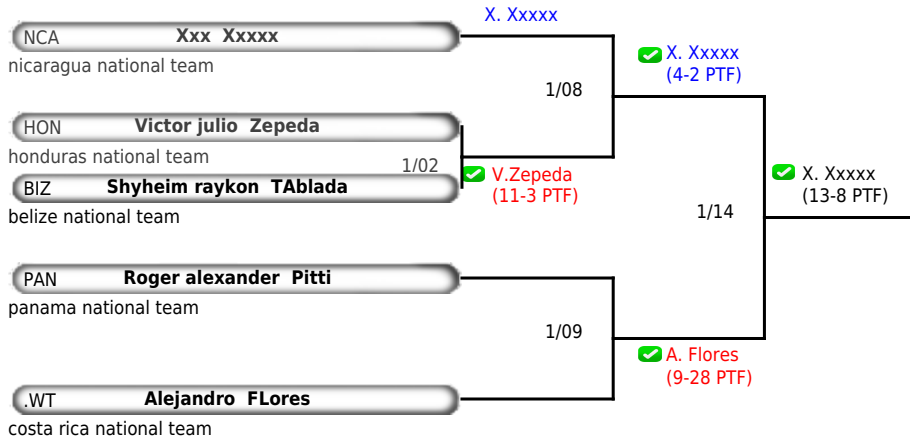 X. Xxxxx
NCA Xxx Xxxxx
nicaragua national team
X. Xxxxx
(4-2 PTF)
1/08
HON Victor julio Zepeda
honduras national team
1/02
BIZ Shyheim raykon TAblada
belize national team
V.Zepeda
(11-3 PTF)
X. Xxxxx
(13-8 PTF)
1/14
PAN Roger alexander Pitti
panama national team
1/09
A. Flores
(9-28 PTF)
.WT Alejandro FLores
costa rica national team